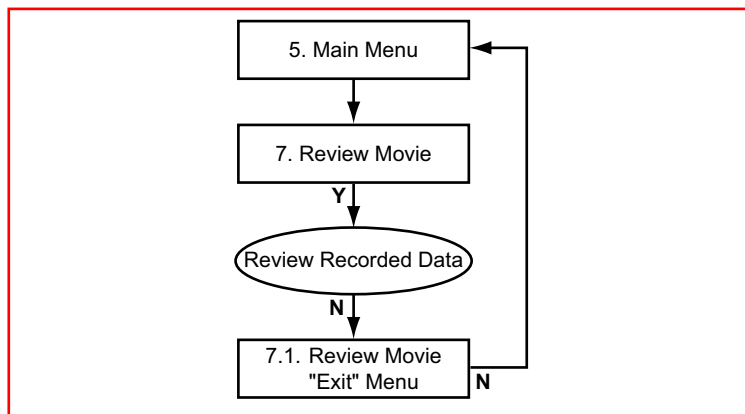 5. Main Menu
7. Review Movie
Y
Review Recorded Data
N
7.1. Review Movie
"Exit" Menu
N